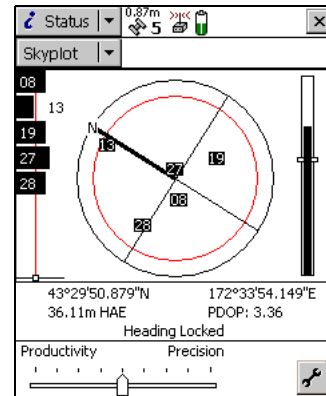 Status
0.87m
5
Skyplot
08
13
19
27
28
N
13
19
27
08
28
43°29'50.879"N 172°33'54.149"E
36.11m HAE PDOP: 3.36
Heading Locked
Productivity Precision